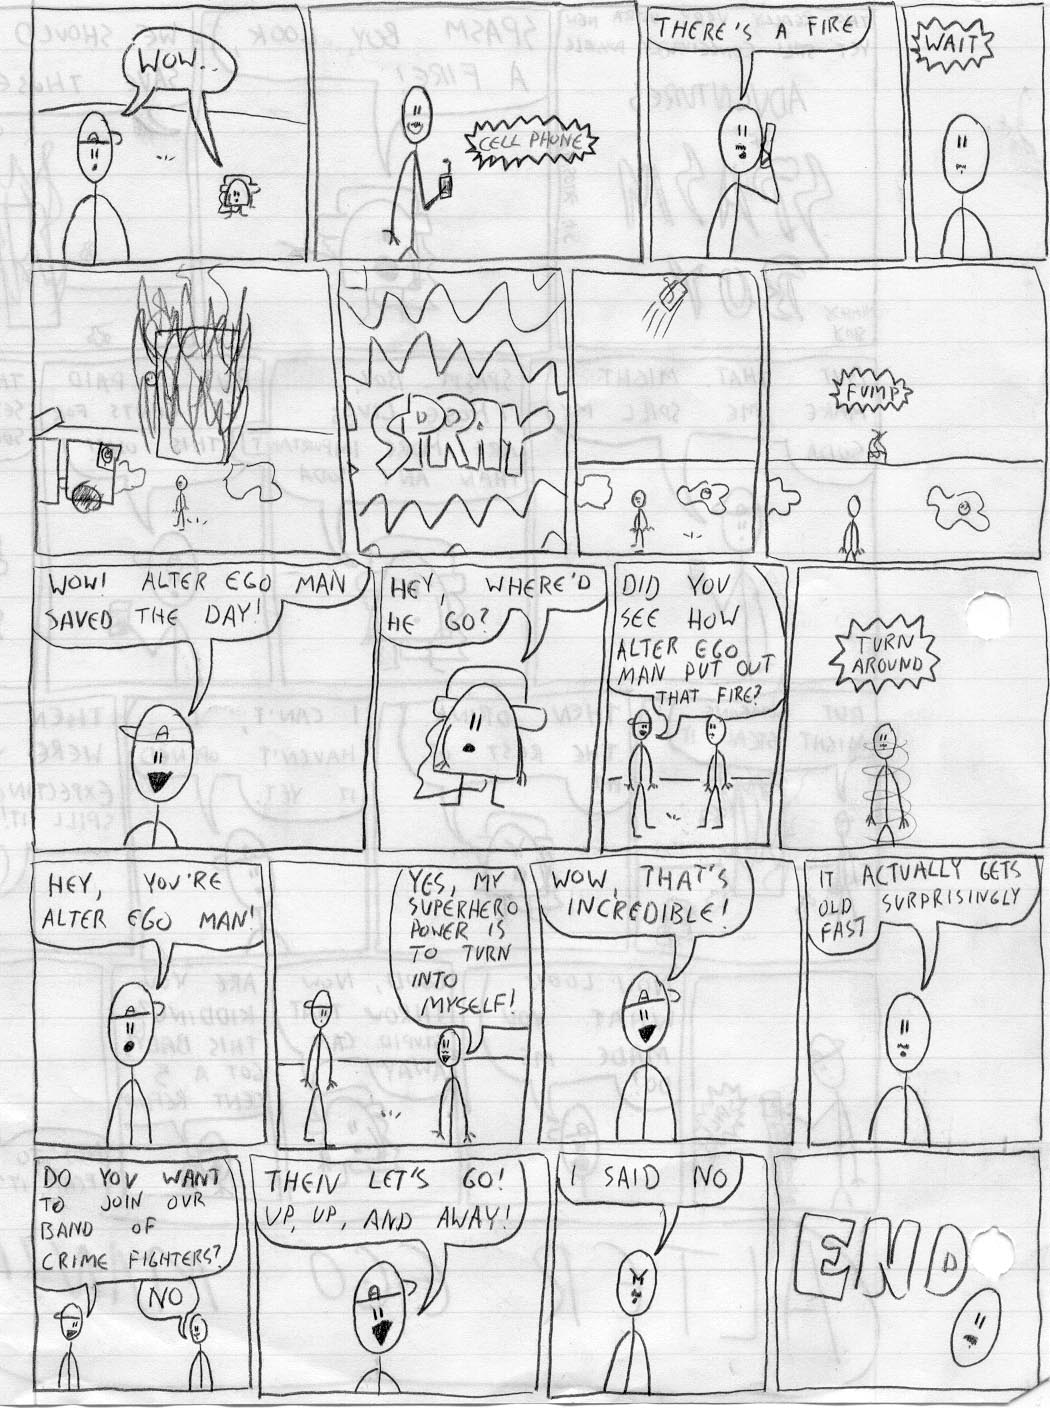 WOW..
CELL PHONE
THERE'S A FIRE
WAIT
SPRAY
FUMP
WOW! ALTER EGO MAN
SAVED THE DAY!
HEY, WHERE'D
HE GO?
DID YOU
SEE HOW
ALTER EGO
MAN PUT OUT
THAT FIRE?
TURN
AROUND
A
HEY, YOU'RE
ALTER EGO MAN!
A
YES, MY
SUPERHERO
POWER IS
TO TURN
INTO
MYSELF!
WOW, THAT'S
INCREDIBLE!
A
IT ACTUALLY GETS
OLD SURPRISINGLY
FAST
DO YOU WANT
TO JOIN OUR
BAND OF
CRIME FIGHTERS?
NO
THEN LET'S GO!
UP, UP, AND AWAY!
A
I SAID NO
END